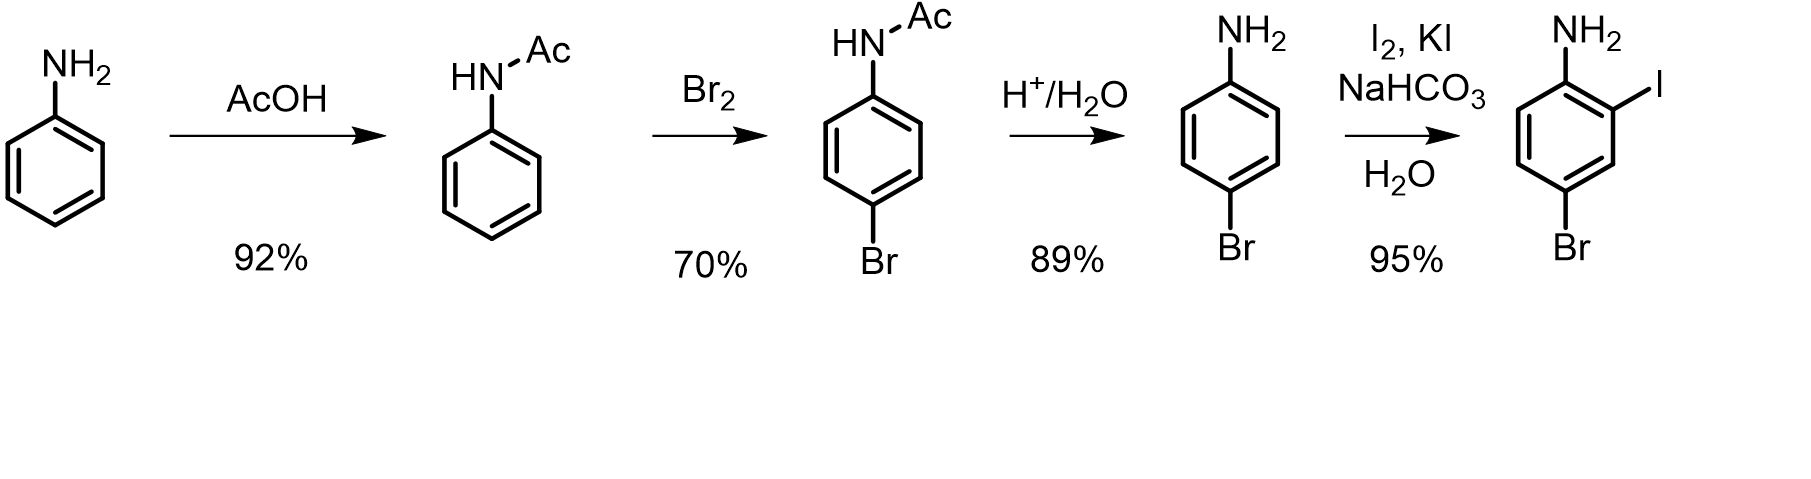 NH₂
AcOH
92%
HN Ac
Br₂
70%
HN Ac
Br
H⁺/H₂O
89%
NH₂
Br
I₂, KI
NaHCO₃
H₂O
95%
NH₂
I
Br